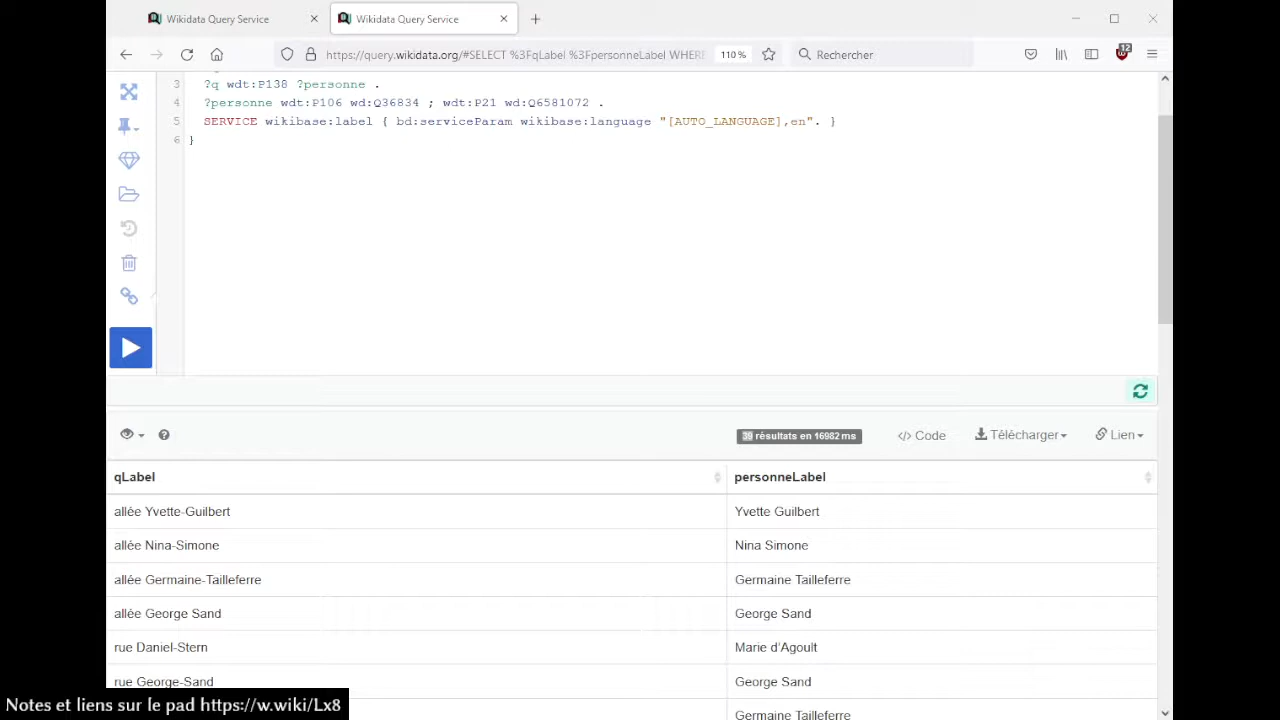 Wikidata Query Service
Wikidata Query Service
https://query.wikidata.org/#SELECT %3FqLabel %3FpersonneLabel WHERE
110%
Rechercher
12
3 ?q wdt:P138 ?personne .
4 ?personne wdt:P106 wd:Q36834 ; wdt:P21 wd:Q6581072 .
5 SERVICE wikibase:label { bd:serviceParam wikibase:language "[AUTO_LANGUAGE],en". }
6 }
39 résultats en 16982 ms
</> Code
Télécharger
Lien
qLabel personneLabel
allée Yvette-Guilbert Yvette Guilbert
allée Nina-Simone Nina Simone
allée Germaine-Tailleferre Germaine Tailleferre
allée George Sand George Sand
rue Daniel-Stern Marie d'Agoult
rue George-Sand George Sand
Germaine Tailleferre
Notes et liens sur le pad https://w.wiki/Lx8